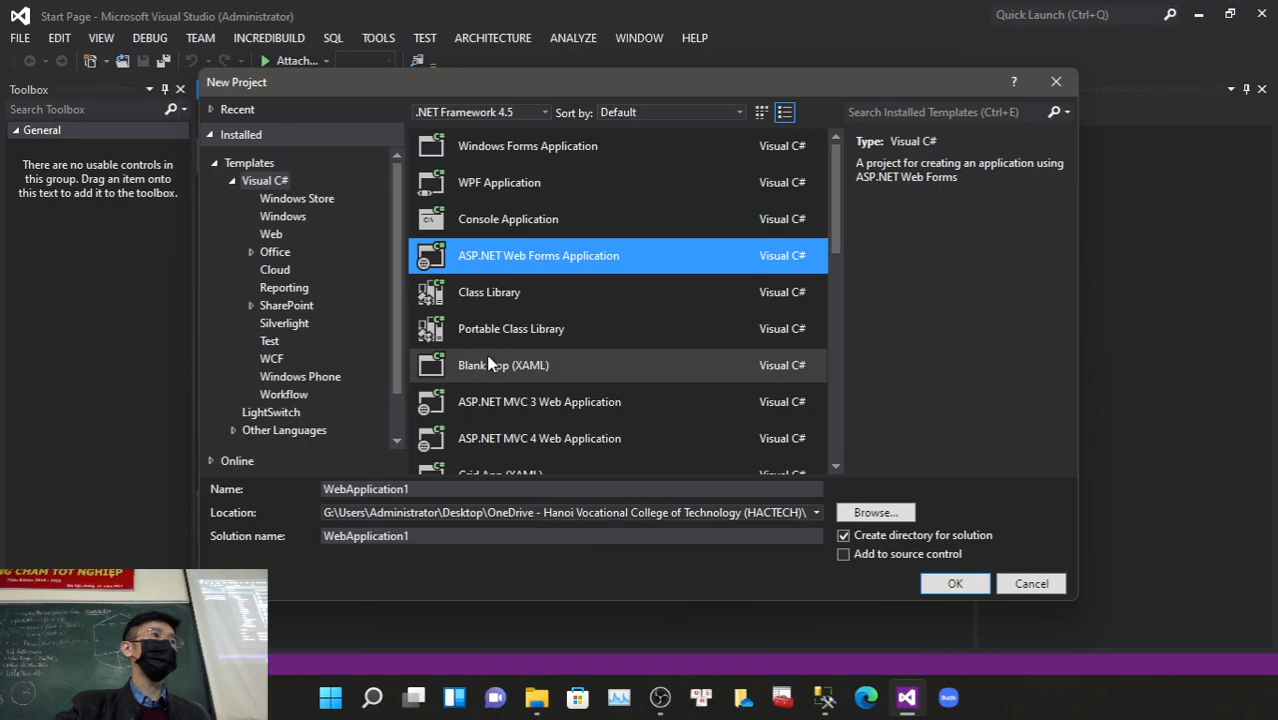 Start Page - Microsoft Visual Studio (Administrator)
Quick Launch (Ctrl+Q)
FILE EDIT VIEW DEBUG TEAM INCREDIBUILD SQL TOOLS TEST ARCHITECTURE ANALYZE WINDOW HELP
Attach...
Toolbox
Search Toolbox
General
There are no usable controls in
this group. Drag an item onto
this text to add it to the toolbox.
New Project
?
Recent
Installed
Templates
Visual C#
Windows Store
Windows
Web
Office
Cloud
Reporting
SharePoint
Silverlight
Test
WCF
Windows Phone
Workflow
LightSwitch
Other Languages
Online
.NET Framework 4.5 Sort by: Default
Windows Forms Application Visual C#
WPF Application Visual C#
Console Application Visual C#
ASP.NET Web Forms Application Visual C#
Class Library Visual C#
Portable Class Library Visual C#
Blank App (XAML) Visual C#
ASP.NET MVC 3 Web Application Visual C#
ASP.NET MVC 4 Web Application Visual C#
Grid App (XAML) Visual C#
Search Installed Templates (Ctrl+E)
Type: Visual C#
A project for creating an application using
ASP.NET Web Forms
Name: WebApplication1
Location: G:\Users\Administrator\Desktop\OneDrive - Hanoi Vocational College of Technology (HACTECH)\
Browse...
Solution name: WebApplication1
Create directory for solution
Add to source control
OK Cancel
CHẤM TỐT NGHIỆP